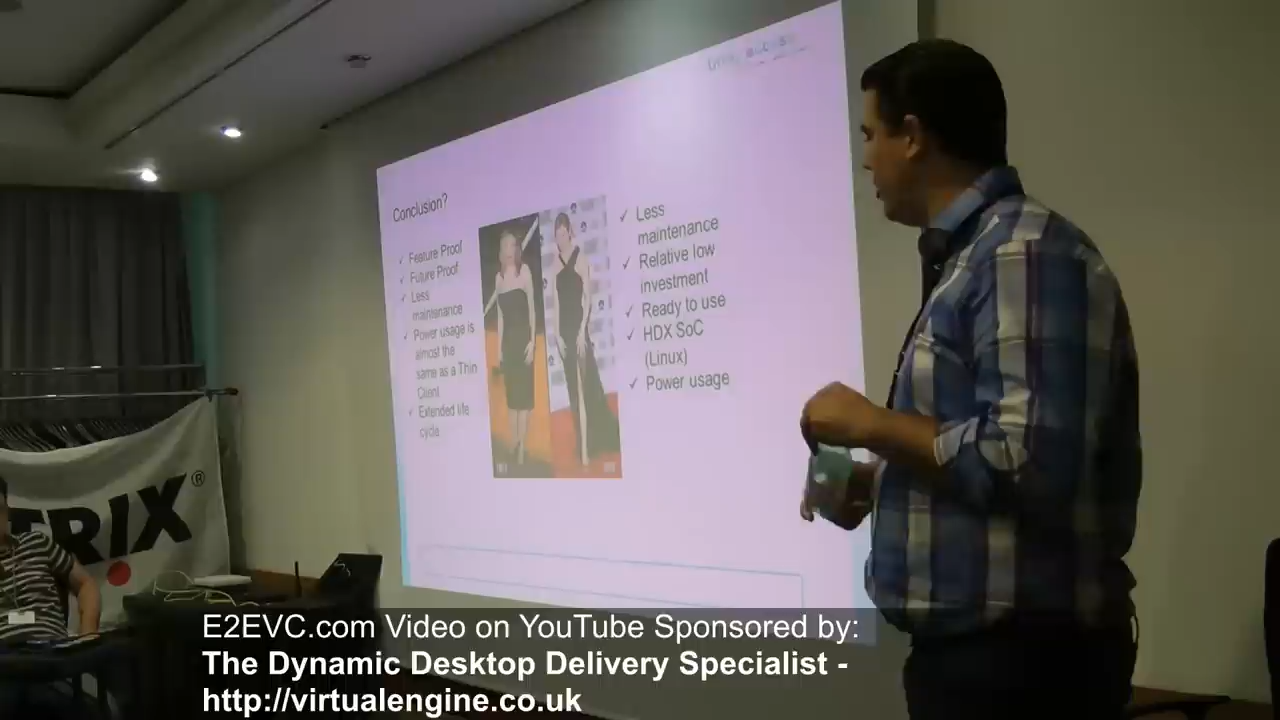 Conclusion?
✓ Feature Proof
✓ Future Proof
✓ Less
maintenance
✓ Power usage is
almost the
same as a Thin
Client
✓ Extended life
cycle
✓ Less
maintenance
✓ Relative low
investment
✓ Ready to use
✓ HDX SoC
(Linux)
✓ Power usage
TRIX®
E2EVC.com Video on YouTube Sponsored by:
The Dynamic Desktop Delivery Specialist -
http://virtualengine.co.uk